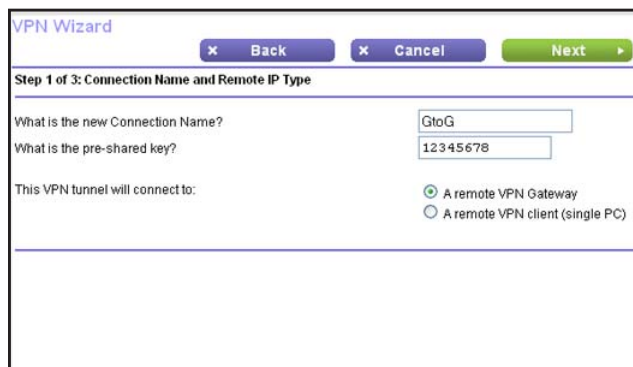 VPN Wizard
Back
Cancel
Next
Step 1 of 3: Connection Name and Remote IP Type
What is the new Connection Name? GtoG
What is the pre-shared key? 12345678
This VPN tunnel will connect to: A remote VPN Gateway
A remote VPN client (single PC)